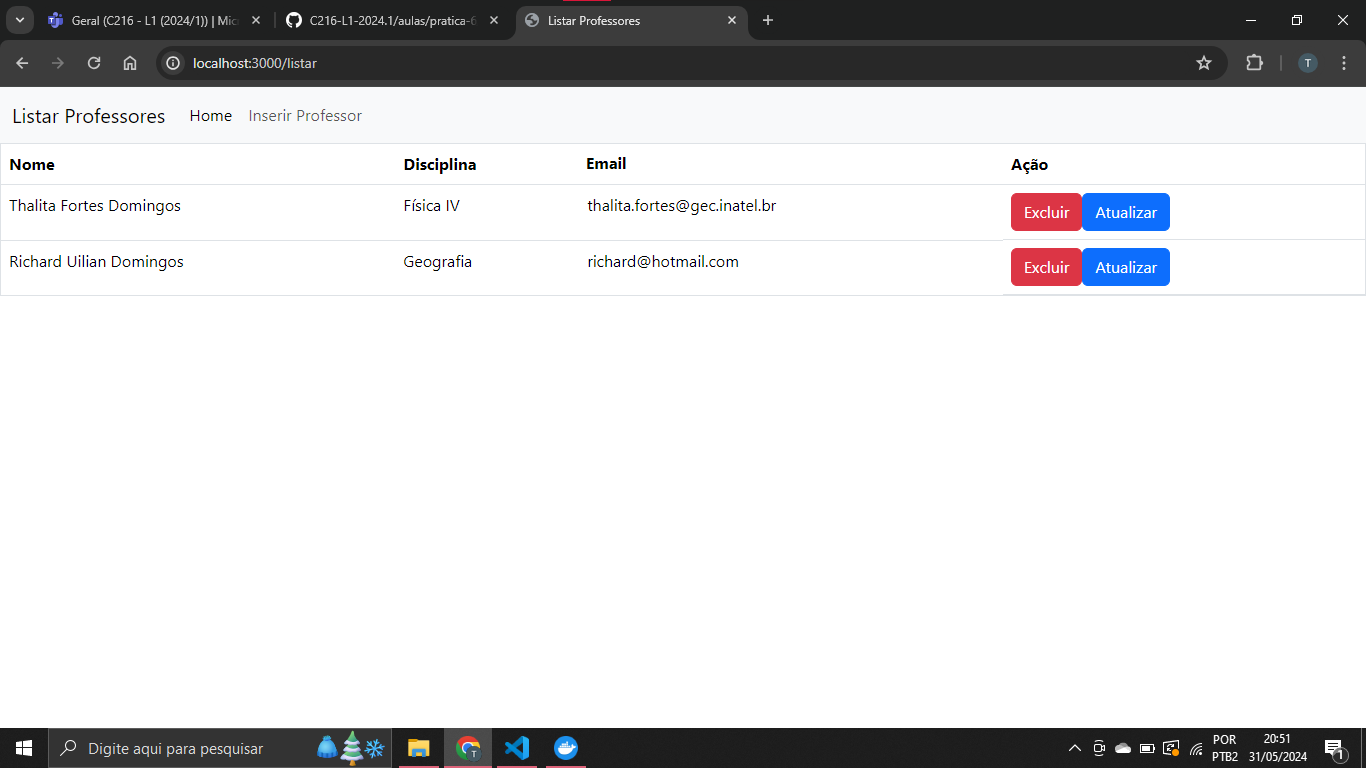 Geral (C216 - L1 (2024/1)) | Mic
C216-L1-2024.1/aulas/pratica-6
Listar Professores
localhost:3000/listar
T
Listar Professores Home Inserir Professor
Nome Disciplina Email Ação
Thalita Fortes Domingos Física IV thalita.fortes@gec.inatel.br Excluir Atualizar
Richard Uilian Domingos Geografia richard@hotmail.com Excluir Atualizar
Digite aqui para pesquisar
POR
PTB2
20:51
31/05/2024
1